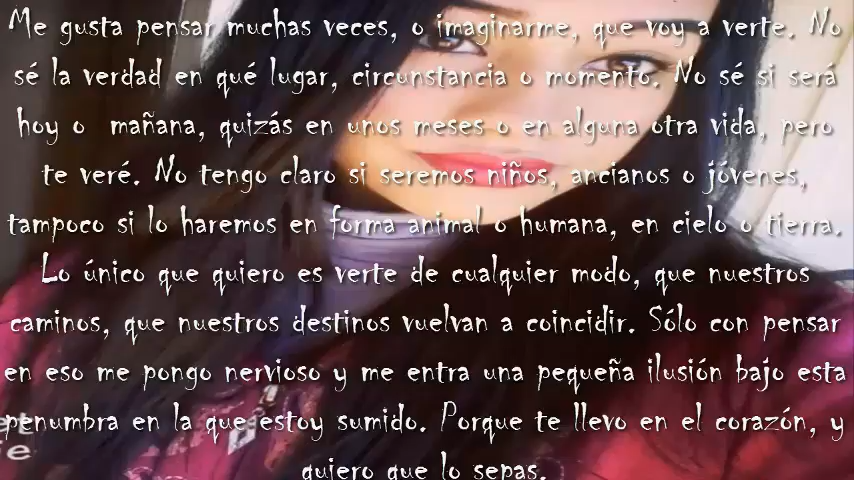 Me gusta pensar muchas veces, o imaginarme, que voy a verte. No
sé la verdad en qué lugar, circunstancia o momento. No sé si será
hoy o mañana, quizás en unos meses o en alguna otra vida, pero
te veré. No tengo claro si seremos niños, ancianos o jóvenes,
tampoco si lo haremos en forma animal o humana, en cielo o tierra.
Lo único que quiero es verte de cualquier modo, que nuestros
caminos, que nuestros destinos vuelvan a coincidir. Sólo con pensar
en eso me pongo nervioso y me entra una pequeña ilusión bajo esta
penumbra en la que estoy sumido. Porque te llevo en el corazón, y
quiero que lo sepas.